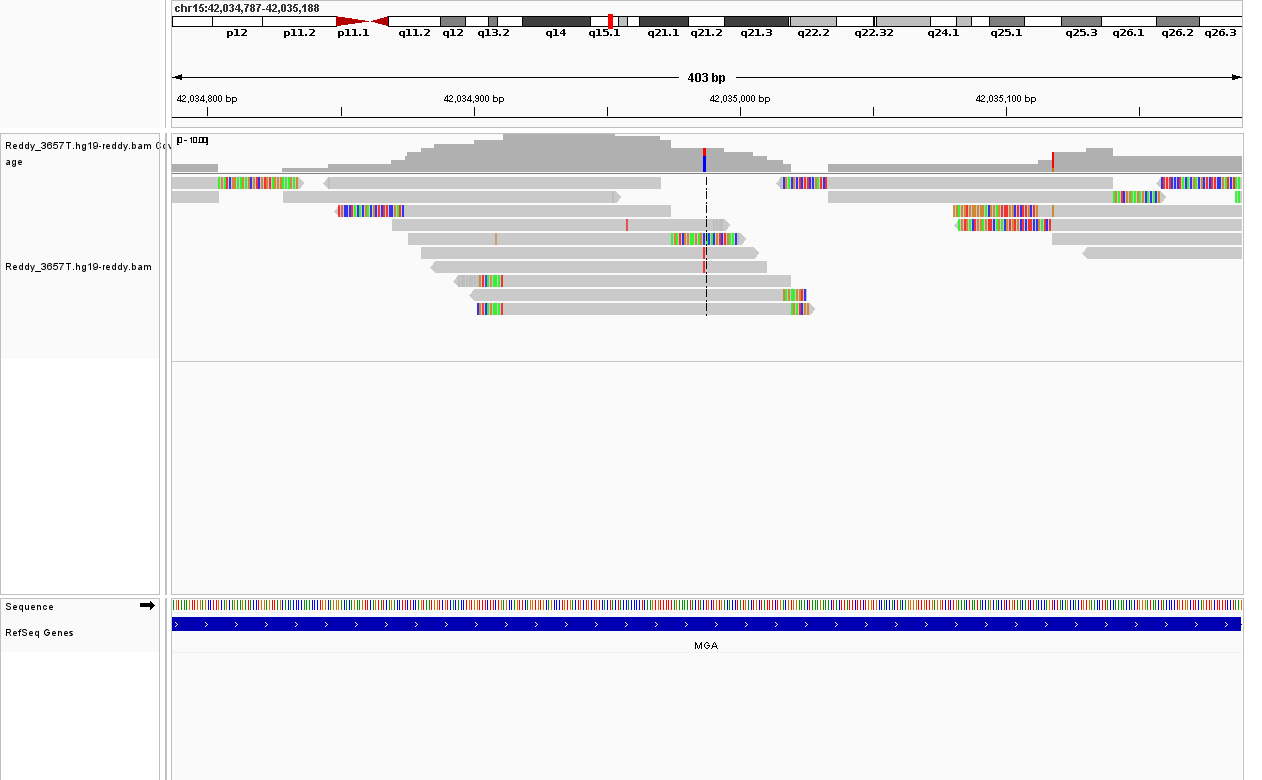 chr15:42,034,787-42,035,188
p12 p11.2 p11.1 q11.2 q12 q13.2 q14 q15.1 q21.1 q21.2 q21.3 q22.2 q22.32 q24.1 q25.1 q25.3 q26.1 q26.2 q26.3
403 bp
42,034,800 bp 42,034,900 bp 42,035,000 bp 42,035,100 bp
Reddy_3657T.hg19-reddy.bam Cov
age
[0 - 10.00]
Reddy_3657T.hg19-reddy.bam
Sequence
RefSeq Genes
MGA